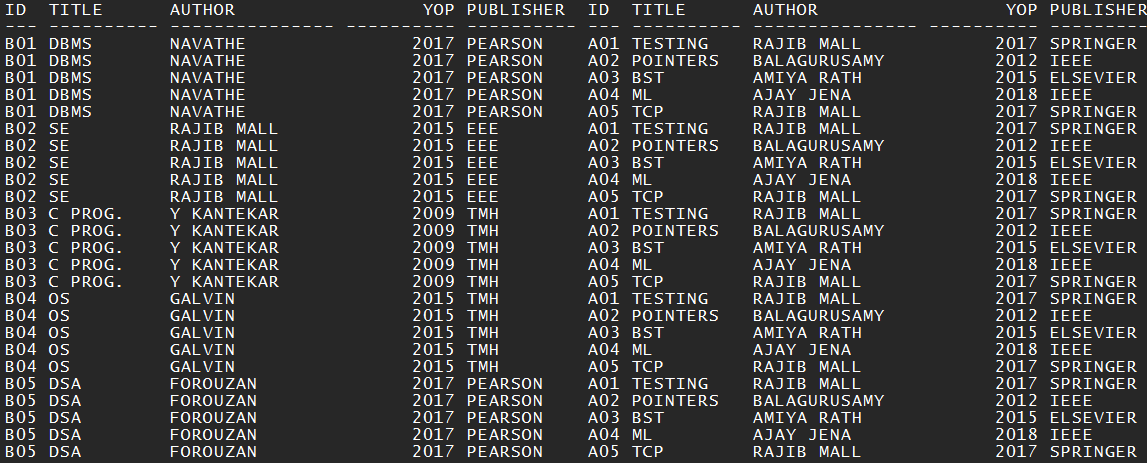 ID  TITLE      AUTHOR                 YOP PUBLISHER  ID  TITLE      AUTHOR                 YOP PUBLISHER
--- ---------- --------------- ---------- ---------- --- ---------- --------------- ---------- ---------
B01 DBMS       NAVATHE               2017 PEARSON    A01 TESTING    RAJIB MALL            2017 SPRINGER
B01 DBMS       NAVATHE               2017 PEARSON    A02 POINTERS   BALAGURUSAMY          2012 IEEE
B01 DBMS       NAVATHE               2017 PEARSON    A03 BST        AMIYA RATH            2015 ELSEVIER
B01 DBMS       NAVATHE               2017 PEARSON    A04 ML         AJAY JENA             2018 IEEE
B01 DBMS       NAVATHE               2017 PEARSON    A05 TCP        RAJIB MALL            2017 SPRINGER
B02 SE         RAJIB MALL            2015 EEE        A01 TESTING    RAJIB MALL            2017 SPRINGER
B02 SE         RAJIB MALL            2015 EEE        A02 POINTERS   BALAGURUSAMY          2012 IEEE
B02 SE         RAJIB MALL            2015 EEE        A03 BST        AMIYA RATH            2015 ELSEVIER
B02 SE         RAJIB MALL            2015 EEE        A04 ML         AJAY JENA             2018 IEEE
B02 SE         RAJIB MALL            2015 EEE        A05 TCP        RAJIB MALL            2017 SPRINGER
B03 C PROG.    Y KANTEKAR            2009 TMH        A01 TESTING    RAJIB MALL            2017 SPRINGER
B03 C PROG.    Y KANTEKAR            2009 TMH        A02 POINTERS   BALAGURUSAMY          2012 IEEE
B03 C PROG.    Y KANTEKAR            2009 TMH        A03 BST        AMIYA RATH            2015 ELSEVIER
B03 C PROG.    Y KANTEKAR            2009 TMH        A04 ML         AJAY JENA             2018 IEEE
B03 C PROG.    Y KANTEKAR            2009 TMH        A05 TCP        RAJIB MALL            2017 SPRINGER
B04 OS         GALVIN                2015 TMH        A01 TESTING    RAJIB MALL            2017 SPRINGER
B04 OS         GALVIN                2015 TMH        A02 POINTERS   BALAGURUSAMY          2012 IEEE
B04 OS         GALVIN                2015 TMH        A03 BST        AMIYA RATH            2015 ELSEVIER
B04 OS         GALVIN                2015 TMH        A04 ML         AJAY JENA             2018 IEEE
B04 OS         GALVIN                2015 TMH        A05 TCP        RAJIB MALL            2017 SPRINGER
B05 DSA        FOROUZAN              2017 PEARSON    A01 TESTING    RAJIB MALL            2017 SPRINGER
B05 DSA        FOROUZAN              2017 PEARSON    A02 POINTERS   BALAGURUSAMY          2012 IEEE
B05 DSA        FOROUZAN              2017 PEARSON    A03 BST        AMIYA RATH            2015 ELSEVIER
B05 DSA        FOROUZAN              2017 PEARSON    A04 ML         AJAY JENA             2018 IEEE
B05 DSA        FOROUZAN              2017 PEARSON    A05 TCP        RAJIB MALL            2017 SPRINGER